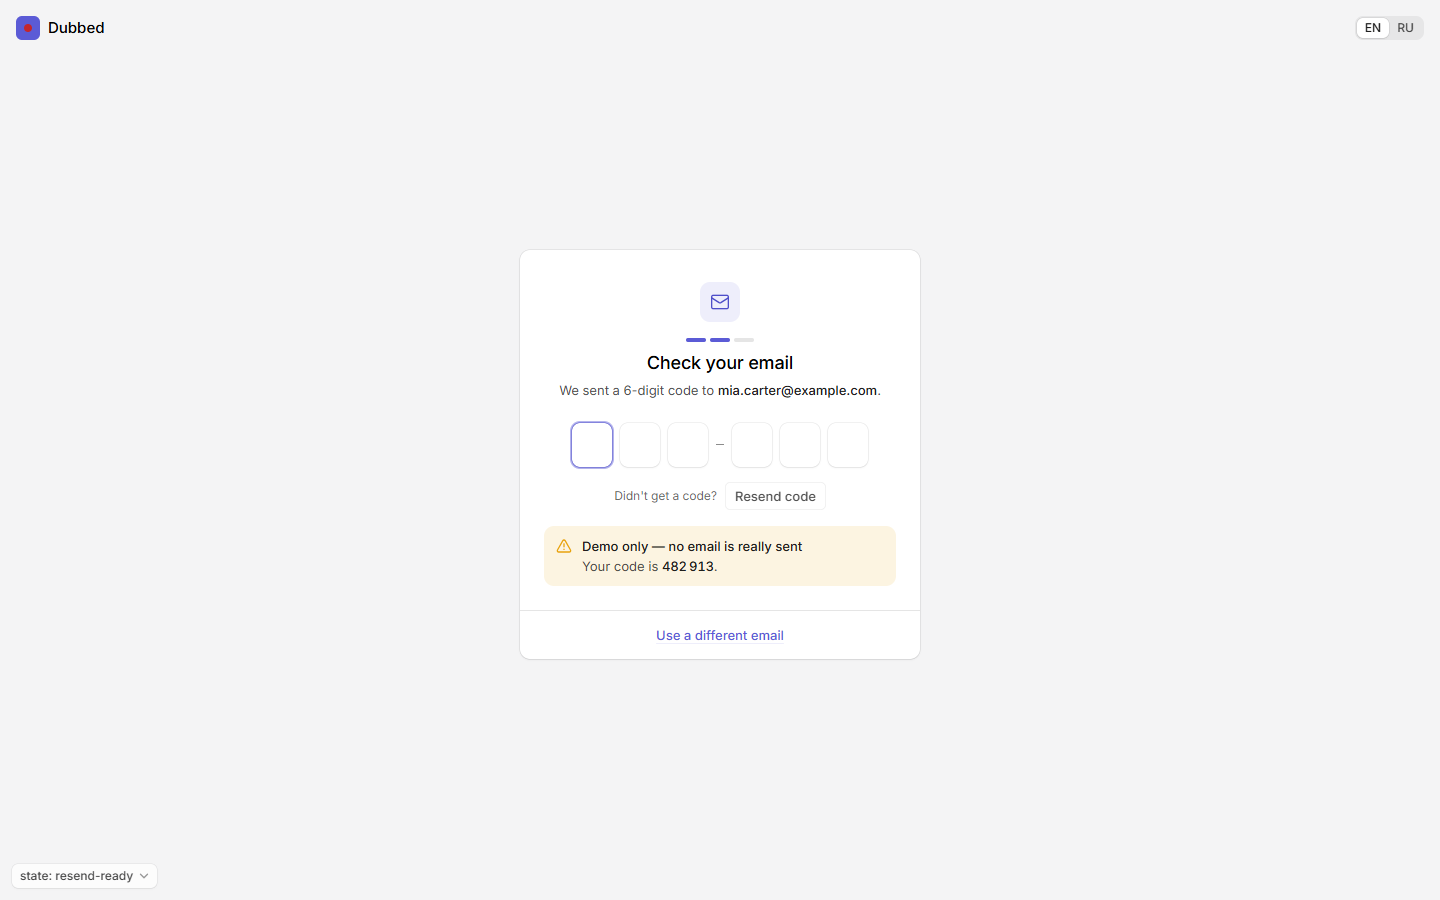 Dubbed
EN RU
Check your email
We sent a 6-digit code to mia.carter@example.com.
–
Didn't get a code? Resend code
Demo only — no email is really sent
Your code is 482 913.
Use a different email
state: resend-ready